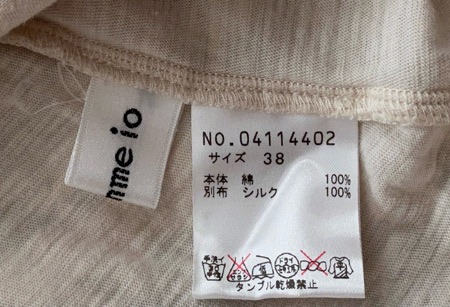 mme io
NO.04114402
サイズ 38
本体 綿 100%
別布 シルク 100%
タンブル乾燥禁止